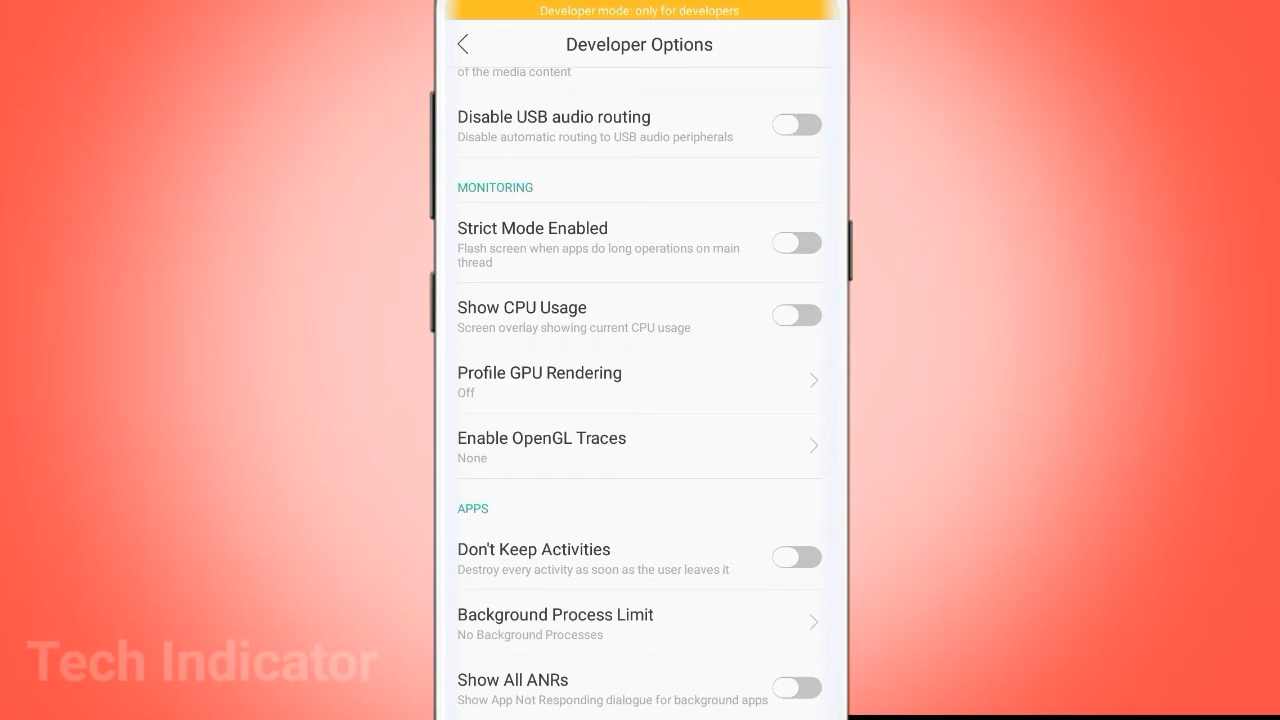 Developer mode: only for developers
Developer Options
of the media content
Disable USB audio routing
Disable automatic routing to USB audio peripherals
MONITORING
Strict Mode Enabled
Flash screen when apps do long operations on main
thread
Show CPU Usage
Screen overlay showing current CPU usage
Profile GPU Rendering
Off
Enable OpenGL Traces
None
APPS
Don't Keep Activities
Destroy every activity as soon as the user leaves it
Background Process Limit
No Background Processes
Show All ANRs
Show App Not Responding dialogue for background apps
Tech Indicator